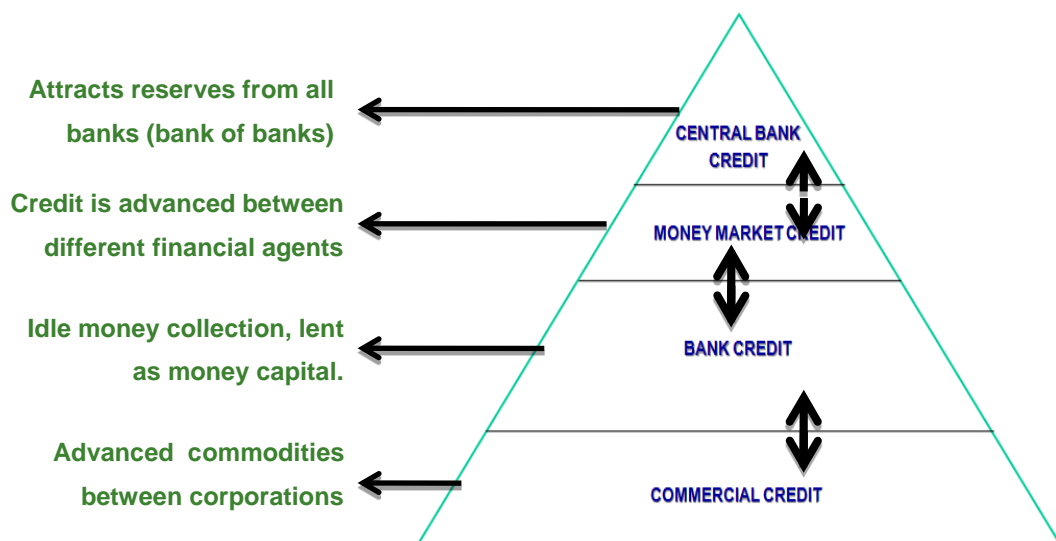 Attracts reserves from all
banks (bank of banks)
CENTRAL BANK
CREDIT
Credit is advanced between
different financial agents
MONEY MARKET CREDIT
Idle money collection, lent
as money capital.
BANK CREDIT
Advanced commodities
between corporations
COMMERCIAL CREDIT